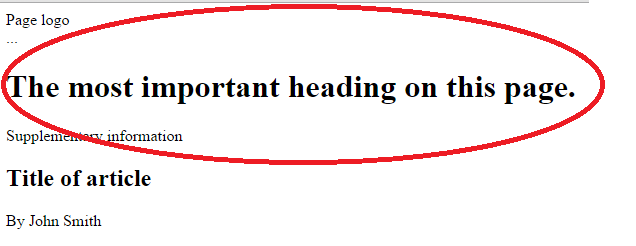 Page logo
...
The most important heading on this page.
Supplementary information
Title of article
By John Smith